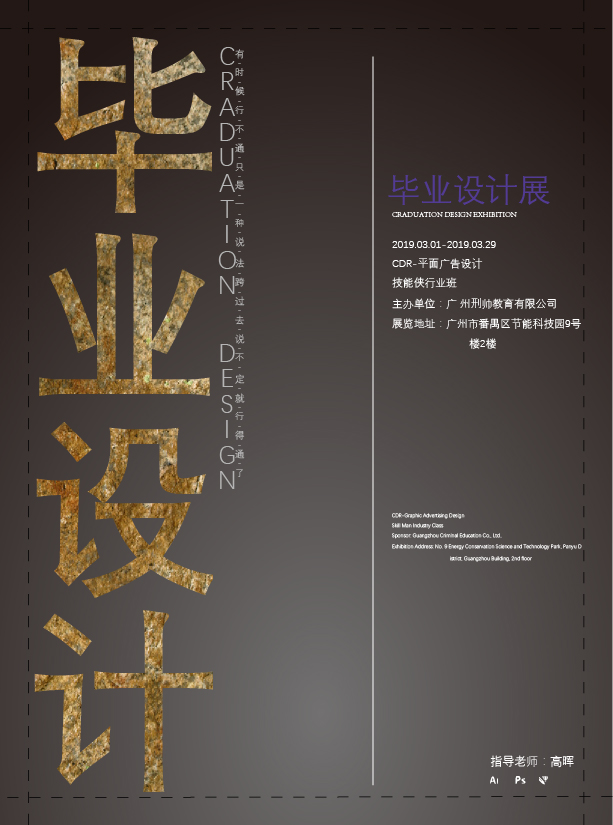 毕业设计
CRADUATION DESIGN
有-时-候-行-不-通-只-是-一-种-说-法-跨-过-去-说-不-定-就-行-得-通-了
毕业设计展
CRADUATION DESIGN EXHIBITION
2019.03.01-2019.03.29
CDR-平面广告设计
技能侠行业班
主办单位：广 州刑帅教育有限公司
展览地址：广州市番禺区节能科技园9号
楼2楼
CDR-Graphic Advertising Design
Skill Man Industry Class
Sponsor: Guangzhou Criminal Education Co., Ltd.
Exhibition Address: No. 9 Energy Conservation Science and Technology Park, Panyu D
istrict, Guangzhou Building, 2nd floor
指导老师：高晖
Ai Ps